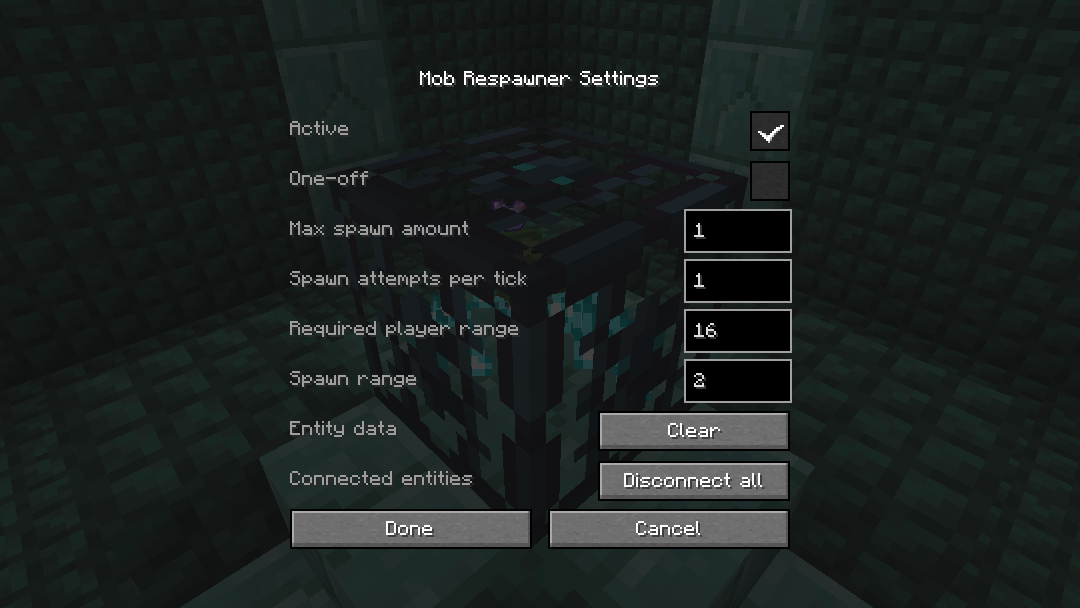 Mob Respawner Settings
Active
One-off
Max spawn amount 1
Spawn attempts per tick 1
Required player range 16
Spawn range 2
Entity data Clear
Connected entities Disconnect all
Done Cancel